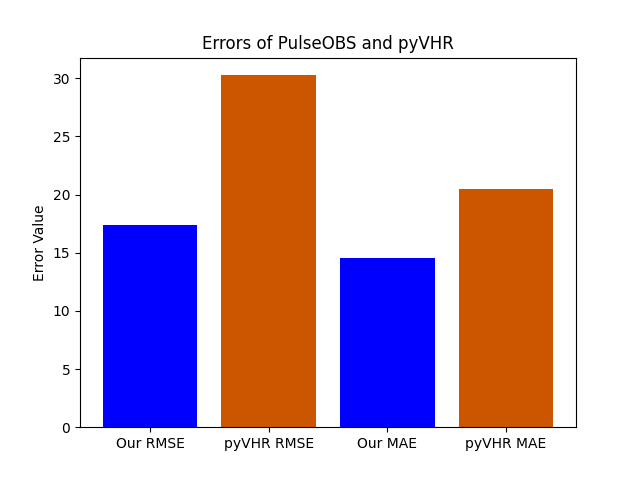 Errors of PulseOBS and pyVHR
Error Value
30
25
20
15
10
5
0
Our RMSE
pyVHR RMSE
Our MAE
pyVHR MAE